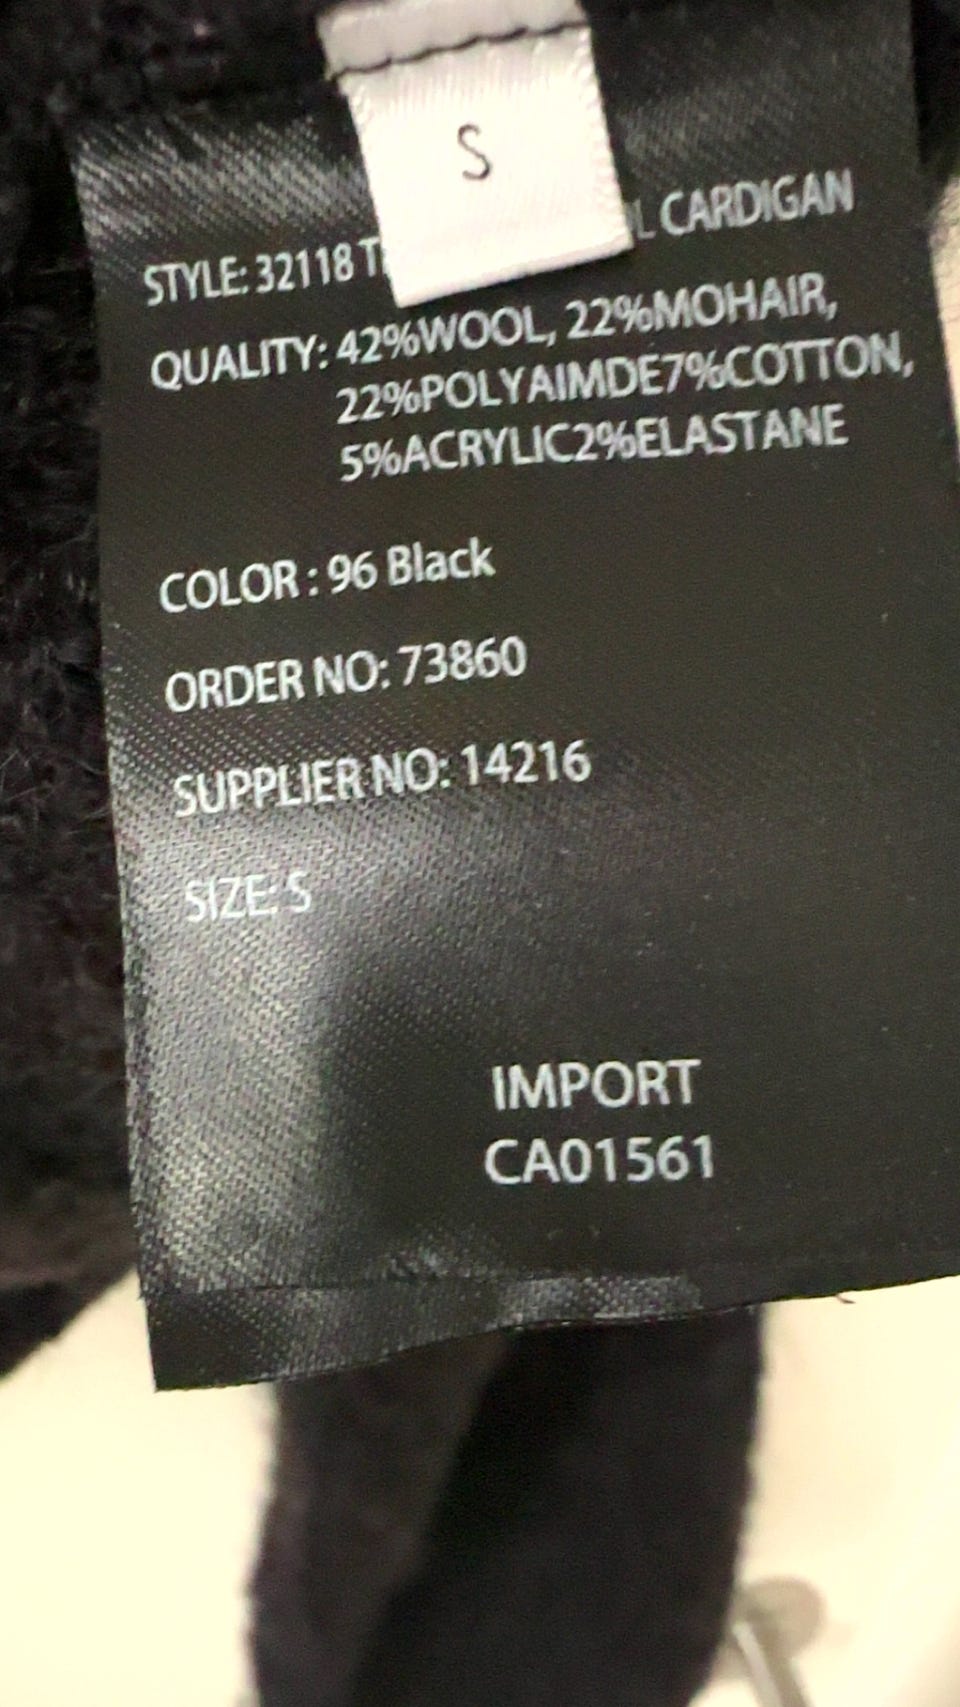 S
STYLE: 32118 T L CARDIGAN
QUALITY: 42%WOOL, 22%MOHAIR,
22%POLYAIMDE7%COTTON,
5%ACRYLIC2%ELASTANE
COLOR : 96 Black
ORDER NO: 73860
SUPPLIER NO: 14216
SIZE: S
IMPORT
CA01561